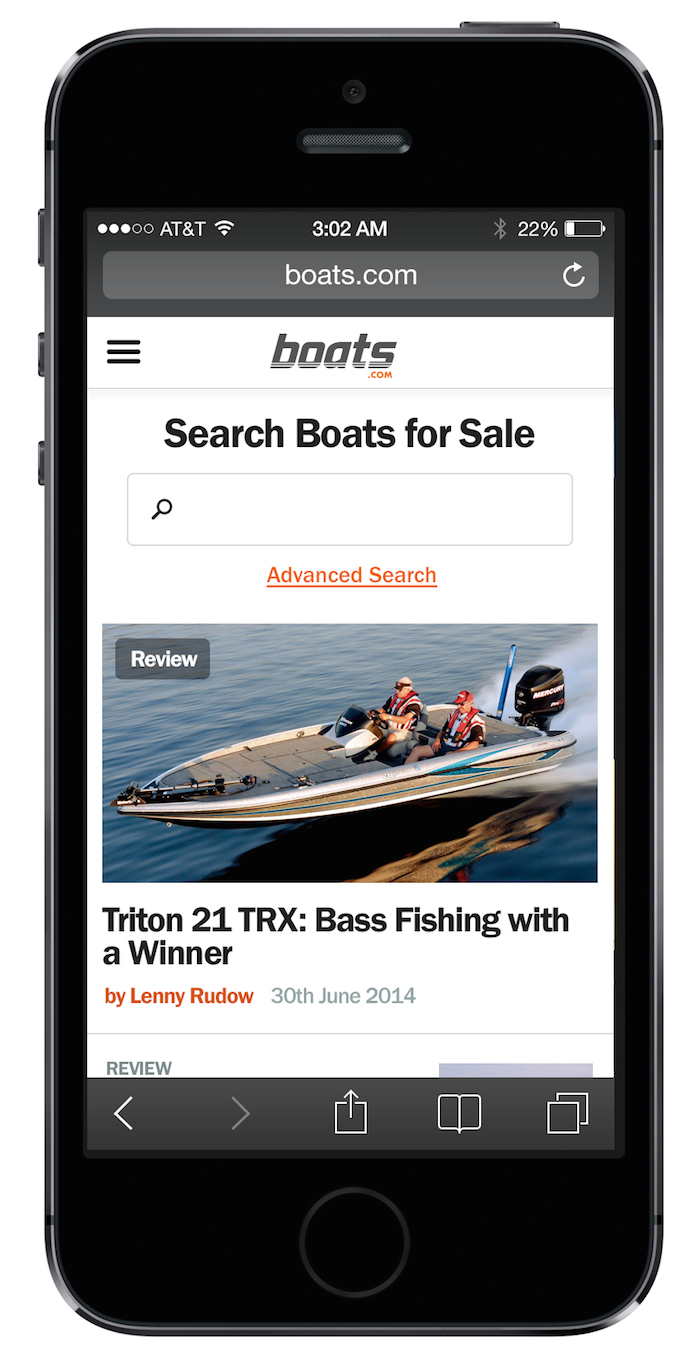 AT&T 3:02 AM 22%
boats.com
boats
.COM
Search Boats for Sale
Advanced Search
Review
MERCURY
Triton 21 TRX: Bass Fishing with
a Winner
by Lenny Rudow 30th June 2014
REVIEW